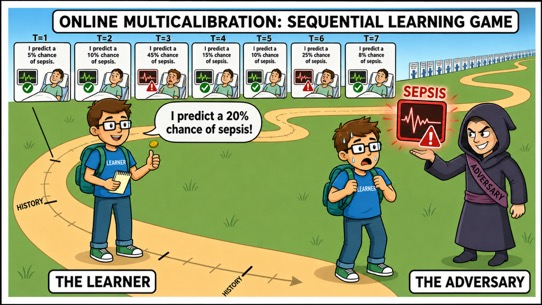 ONLINE MULTICALIBRATION: SEQUENTIAL LEARNING GAME
T=1
T=2
T=3
T=4
T=5
T=6
T=7
I predict a
5% chance
of sepsis.
I predict a
10% chance
of sepsis.
I predict a
45% chance
of sepsis.
I predict a
15% chance
of sepsis.
I predict a
10% chance
of sepsis.
I predict a
25% chance
of sepsis.
I predict a
8% chance
of sepsis.
I predict a 20%
chance of sepsis!
SEPSIS
LEARNER
LEARNER
ADVERSARY
HISTORY
HISTORY
THE LEARNER
THE ADVERSARY